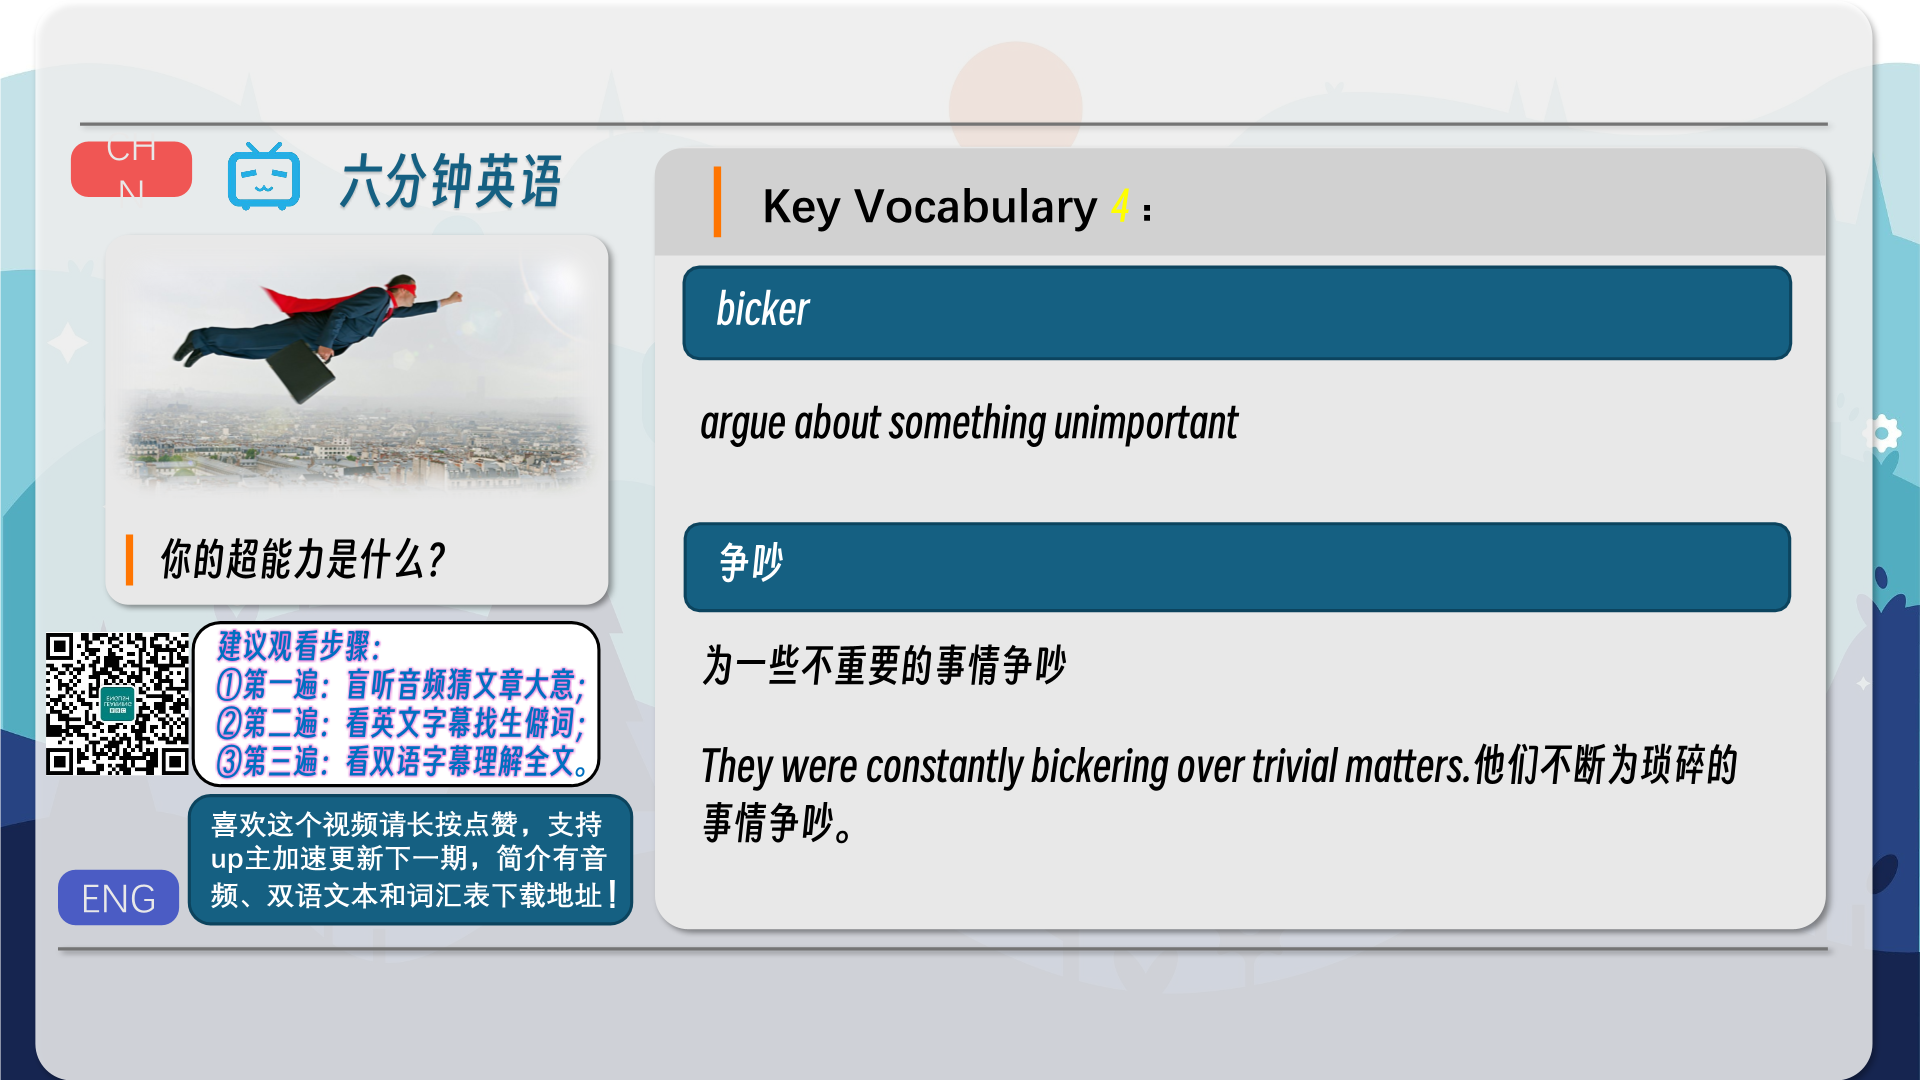 CH
N
六分钟英语
你的超能力是什么?
建议观看步骤：
①第一遍：盲听音频猜文章大意；
②第二遍：看英文字幕找生僻词；
③第三遍：看双语字幕理解全文。
喜欢这个视频请长按点赞，支持
up主加速更新下一期，简介有音
频、双语文本和词汇表下载地址！
ENG
Key Vocabulary 4：
bicker
argue about something unimportant
争吵
为一些不重要的事情争吵
They were constantly bickering over trivial matters.他们不断为琐碎的
事情争吵。